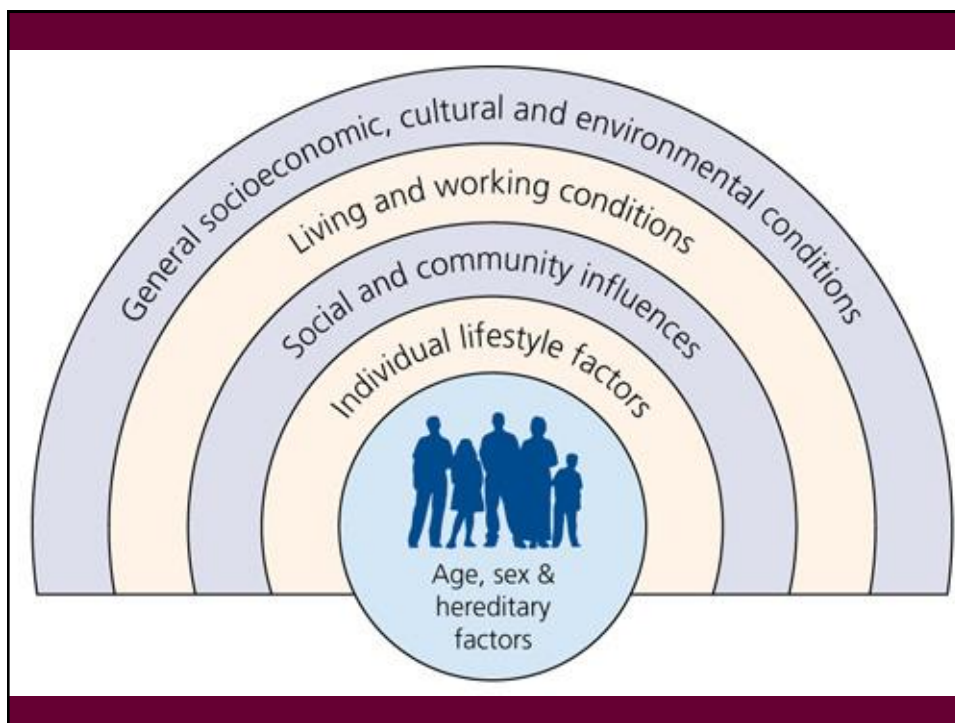 General socioeconomic, cultural and environmental conditions
Living and working conditions
Social and community influences
Individual lifestyle factors
Age, sex &
hereditary
factors